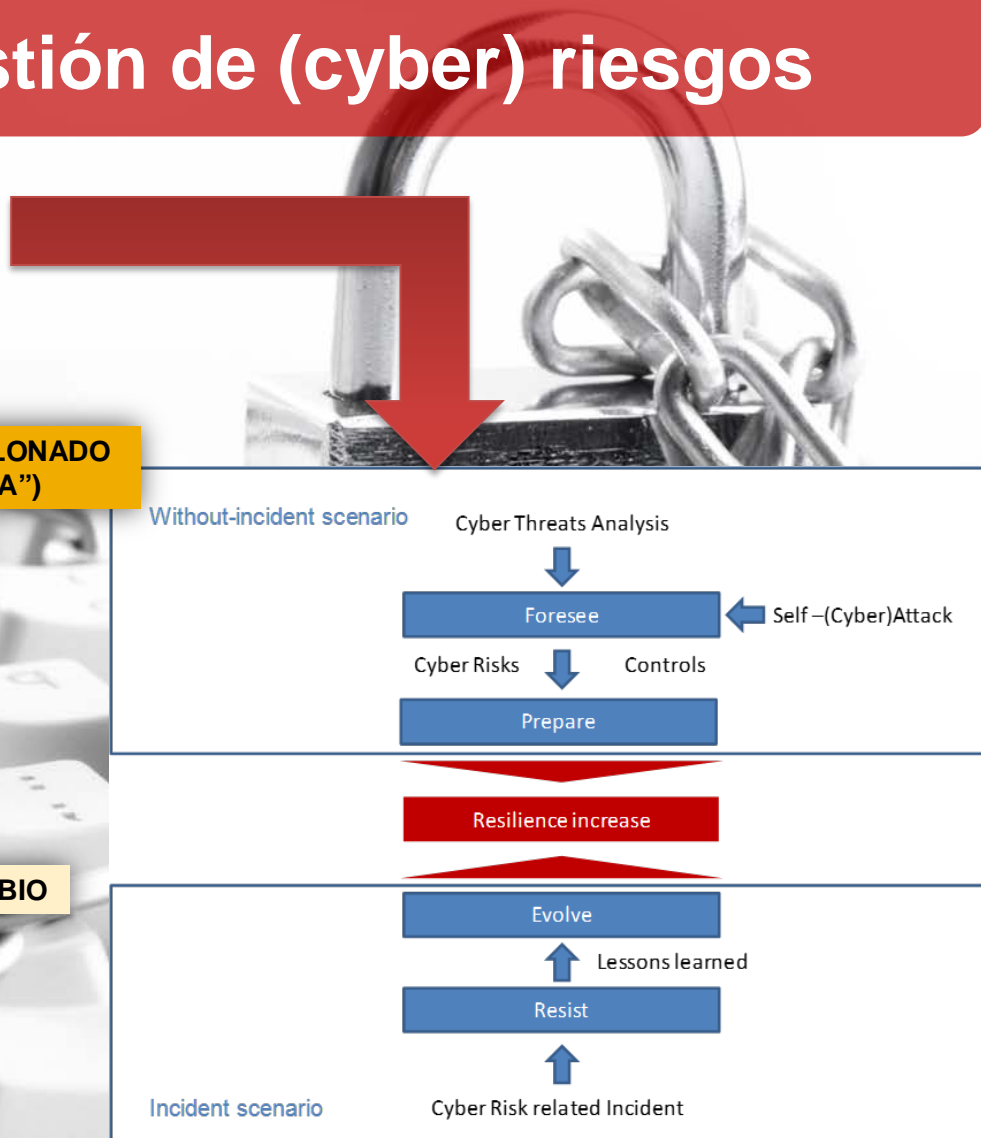 stión de (cyber) riesgos
LONADO
A”)
Without-incident scenario
Cyber Threats Analysis
Foresee
Self –(Cyber)Attack
Cyber Risks
Controls
Prepare
Resilience increase
BIO
Evolve
Lessons learned
Resist
Incident scenario
Cyber Risk related Incident